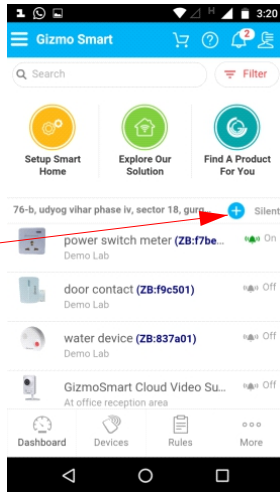 1 H 3:20
Gizmo Smart 2
Search Filter
Setup Smart Explore Our Find A Product
Home Solution For You
76-b, udyog vihar phase iv, sector 18, gurg... Silent
power switch meter (ZB:f7be... On
Demo Lab
door contact (ZB:f9c501) Off
Demo Lab
water device (ZB:837a01) Off
Demo Lab
GizmoSmart Cloud Video Su... Off
At office reception area
Dashboard Devices Rules More